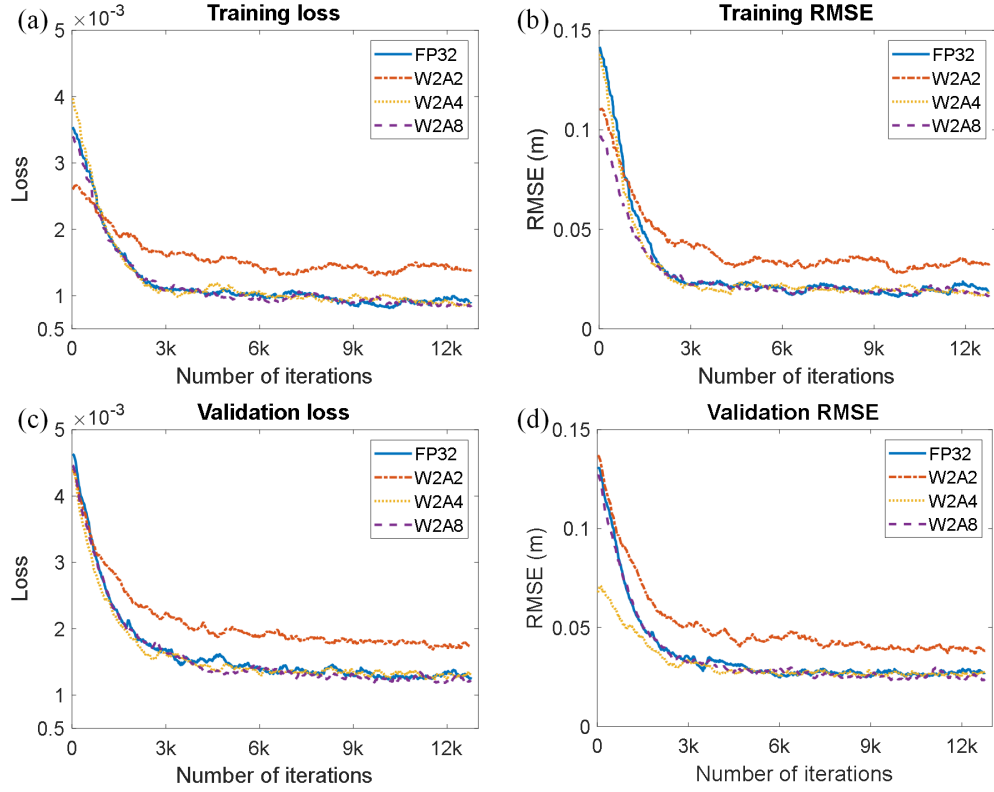 (a)
Training loss
×10^-3
5
4
3
2
1
0.5
Loss
0
3k
6k
9k
12k
Number of iterations
FP32
W2A2
W2A4
W2A8
(b)
Training RMSE
0.15
0.1
0.05
0
RMSE (m)
0
3k
6k
9k
12k
Number of iterations
FP32
W2A2
W2A4
W2A8
(c)
Validation loss
×10^-3
5
4
3
2
1
0.5
Loss
0
3k
6k
9k
12k
Number of iterations
FP32
W2A2
W2A4
W2A8
(d)
Validation RMSE
0.15
0.1
0.05
0
RMSE (m)
0
3k
6k
9k
12k
Number of iterations
FP32
W2A2
W2A4
W2A8